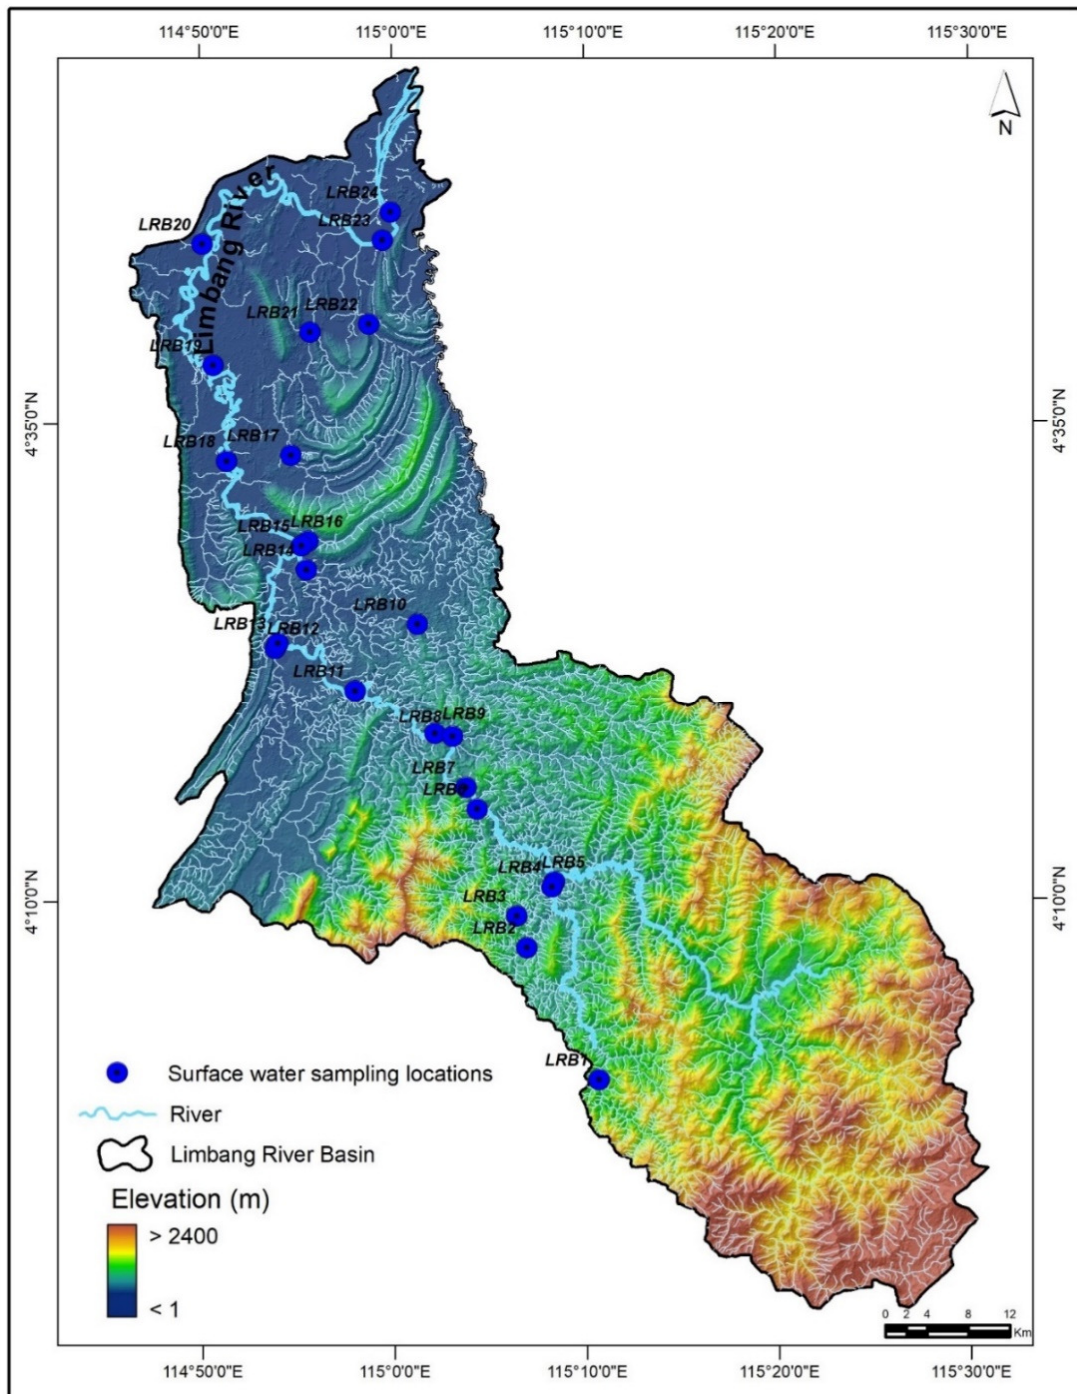 114°50'0"E 115°0'0"E 115°10'0"E 115°20'0"E 115°30'0"E
N
LRB24
LRB23
LRB20
Limbang River
LRB22
LRB21
LRB19
4°35'0"N 4°35'0"N
LRB17
LRB18
LRB16
LRB15
LRB14
LRB10
LRB13
LRB12
LRB11
LRB8 LRB9
LRB7
LRB6
LRB4 LRB5
LRB3
4°10'0"N 4°10'0"N
LRB2
LRB1
Surface water sampling locations
River
Limbang River Basin
Elevation (m)
> 2400
< 1
0 2 4 8 12
Km
114°50'0"E 115°0'0"E 115°10'0"E 115°20'0"E 115°30'0"E